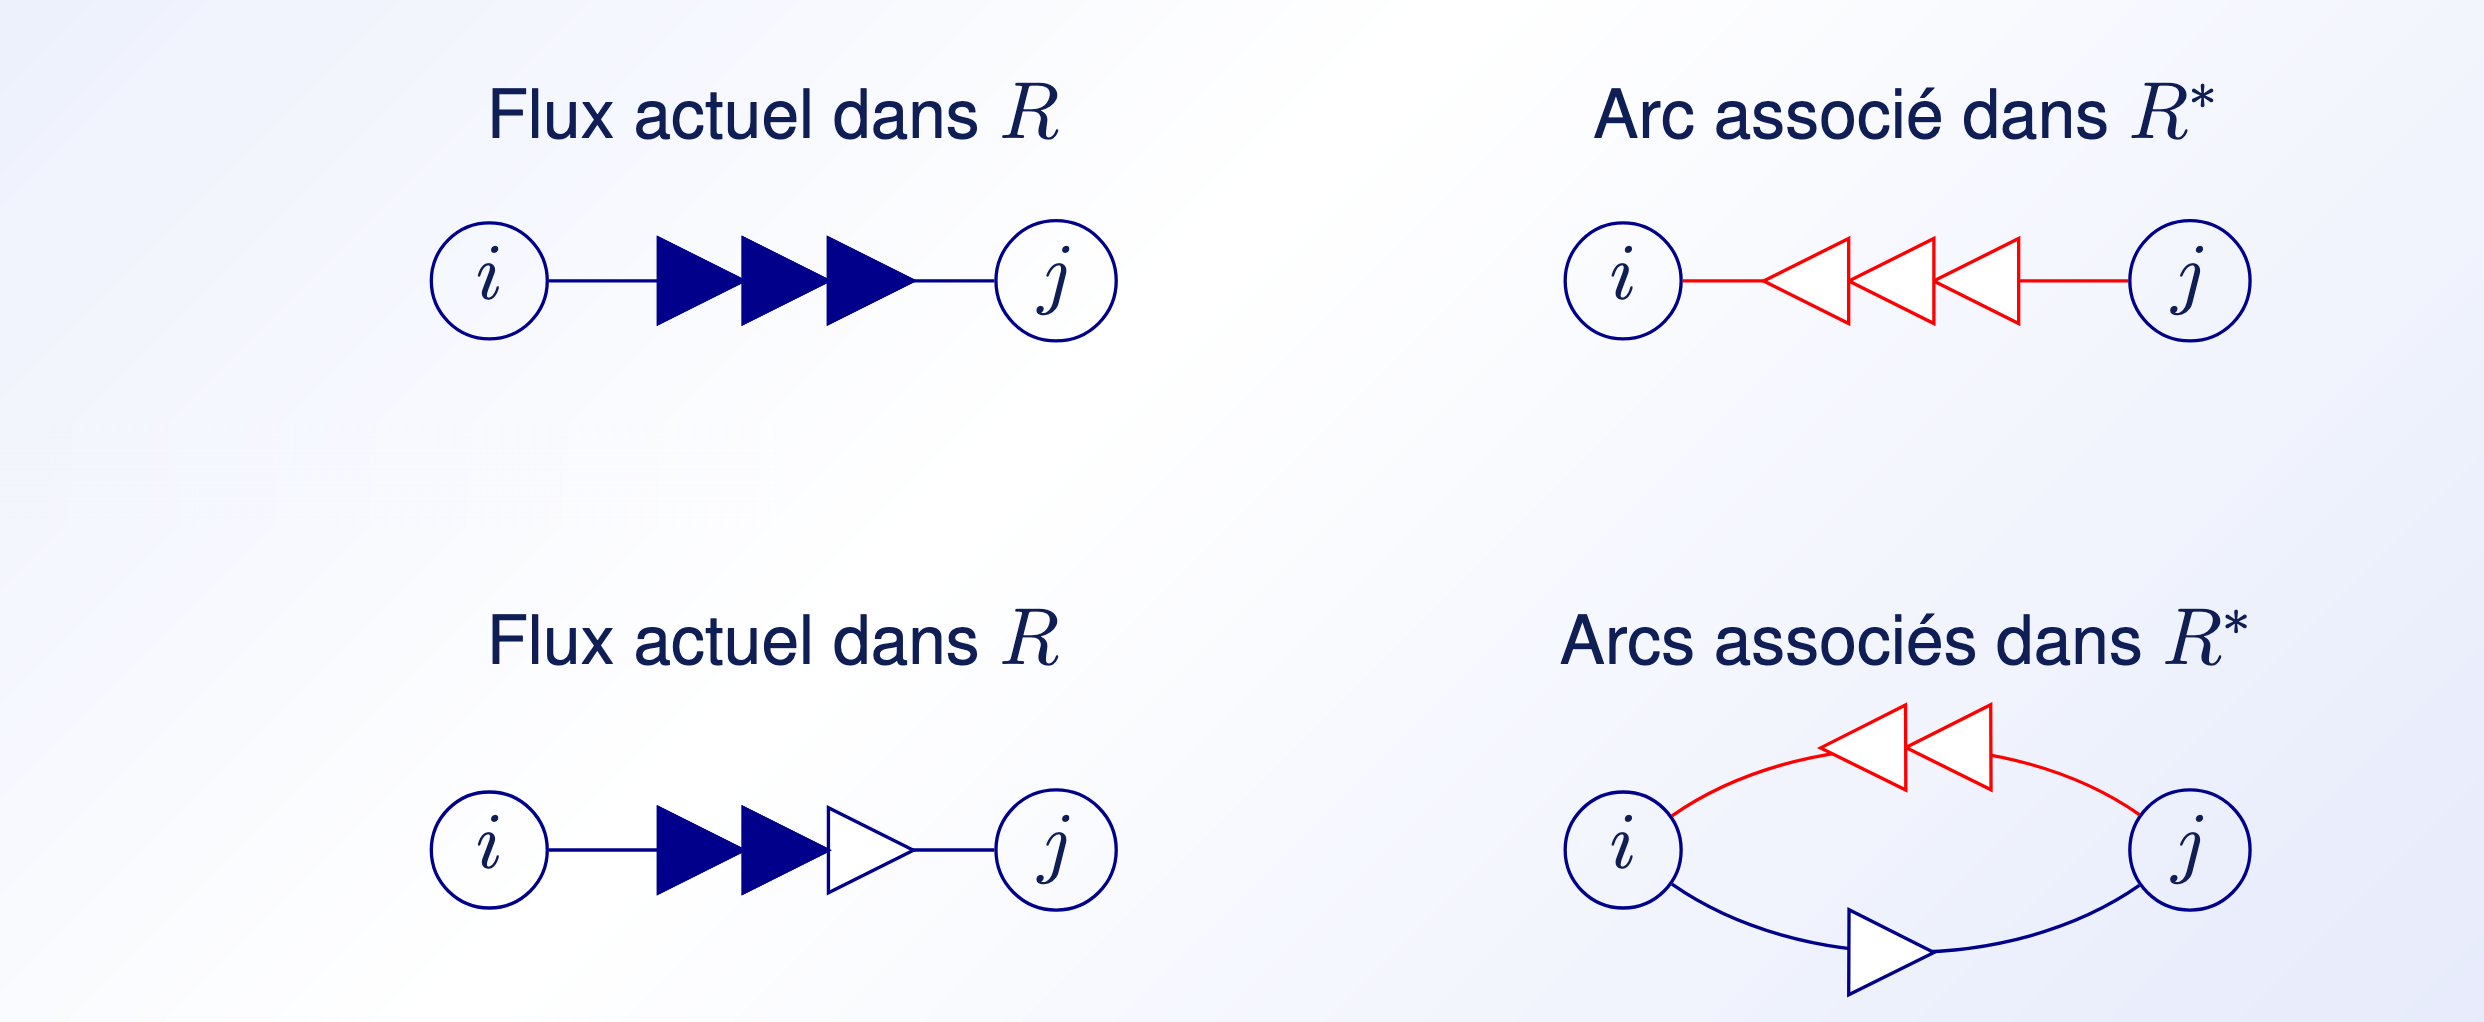 Flux actuel dans R
Arc associé dans R*
i j
i j
Flux actuel dans R
Arcs associés dans R*
i j
i j